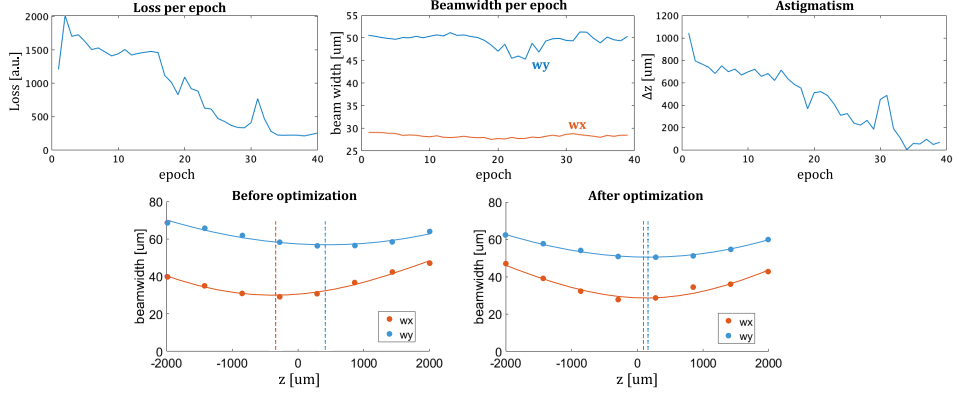 Loss per epoch
Loss [a.u.]
2000
1500
1000
500
0
0
10
20
30
40
epoch
Beamwidth per epoch
beam width [um]
55
50
45
40
35
30
25
wy
wx
0
10
20
30
40
epoch
Astigmatism
Δz [um]
1200
1000
800
600
400
200
0
0
10
20
30
40
epoch
Before optimization
beamwidth [um]
80
60
40
20
0
wx
wy
-2000
-1000
0
1000
2000
z [um]
After optimization
beamwidth [um]
80
60
40
20
0
wx
wy
-2000
-1000
0
1000
2000
z [um]